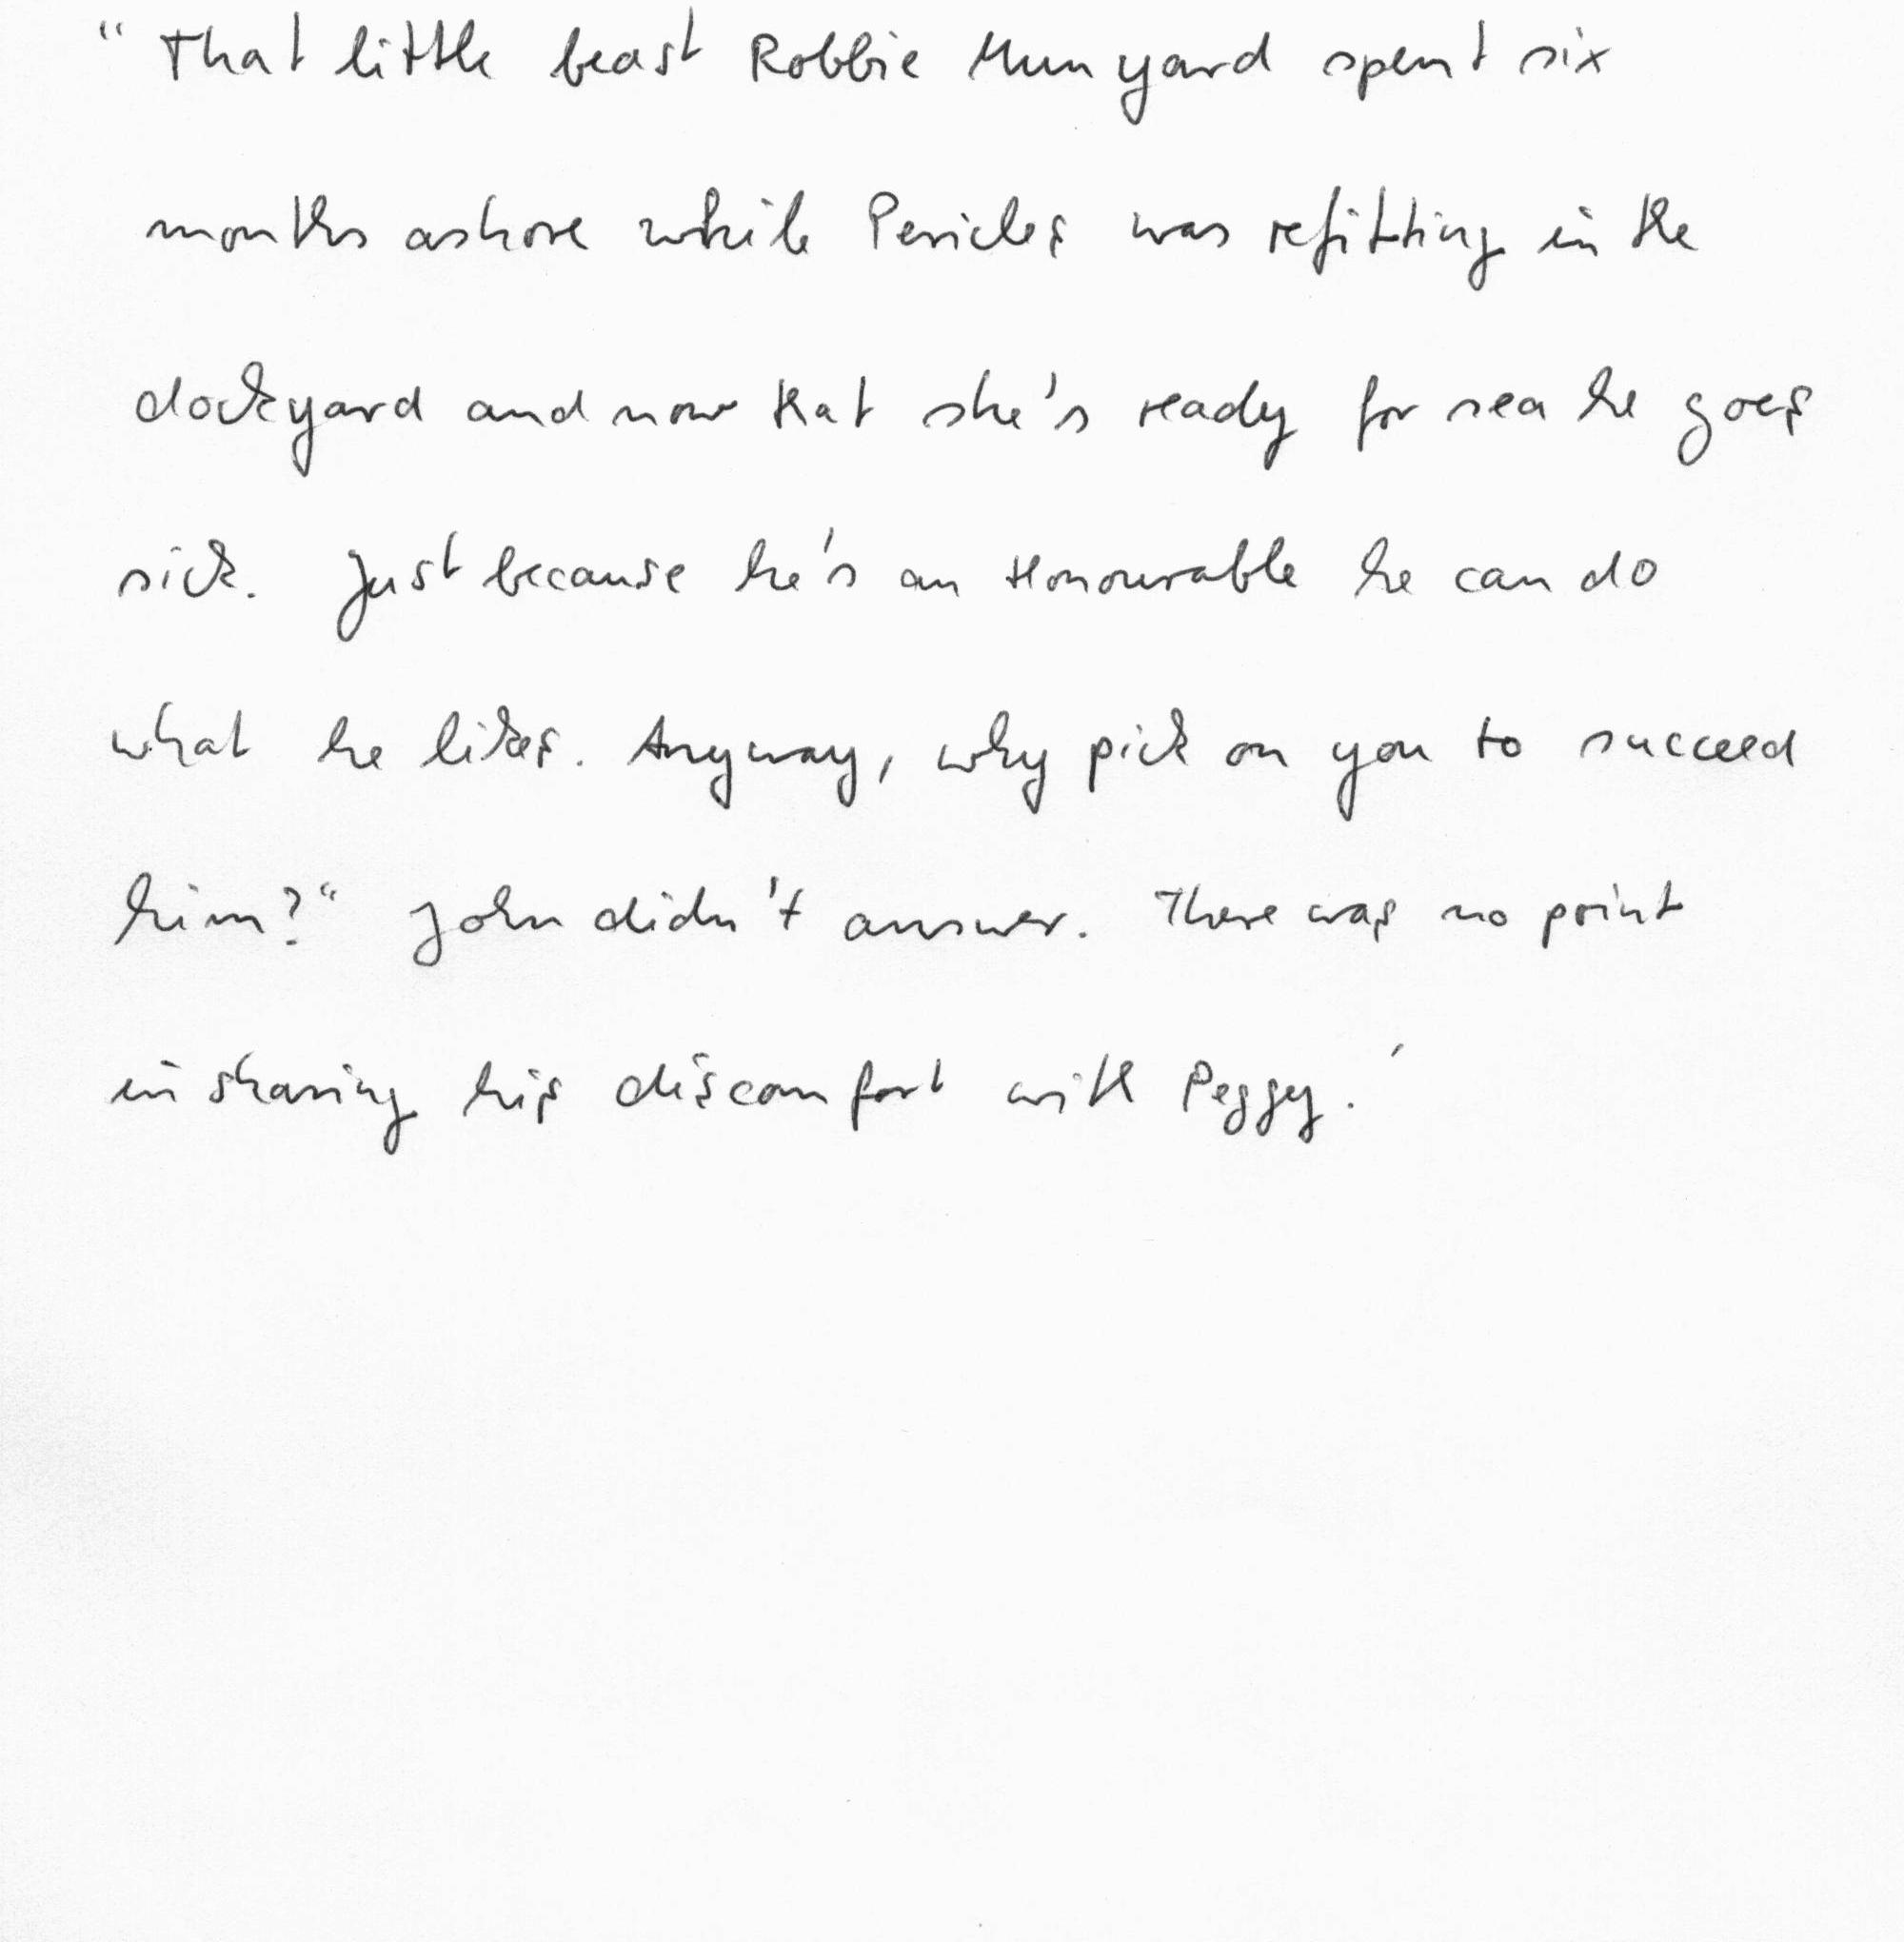 "That little beast Robbie Munyard spent six
months ashore while Pericles was refitting in the
dockyard and now that she's ready for sea he goes
sick. Just because he's an Honourable he can do
what he likes. Anyway, why pick on you to succeed
him?" John didn't answer. There was no point
in sharing his discomfort with Peggy.'